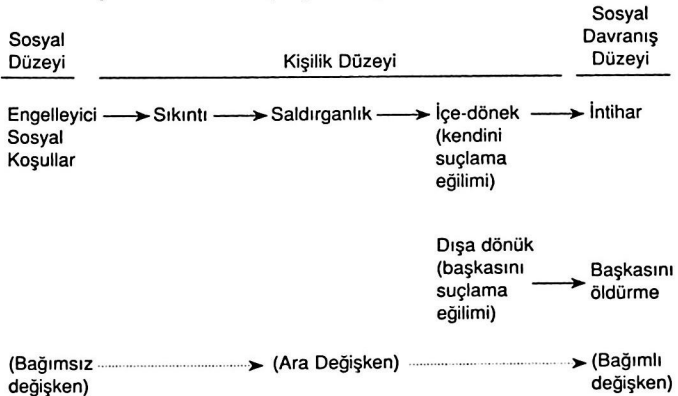 Sosyal
Düzeyi
Kişilik Düzeyi
Sosyal
Davranış
Düzeyi
Engelleyici
Sosyal
Koşullar
Sıkıntı
Saldırganlık
İçe-dönek
(kendini
suçlama
eğilimi)
İntihar
Dışa dönük
(başkasını
suçlama
eğilimi)
Başkasını
öldürme
(Bağımsız
değişken)
(Ara Değişken)
(Bağımlı
değişken)